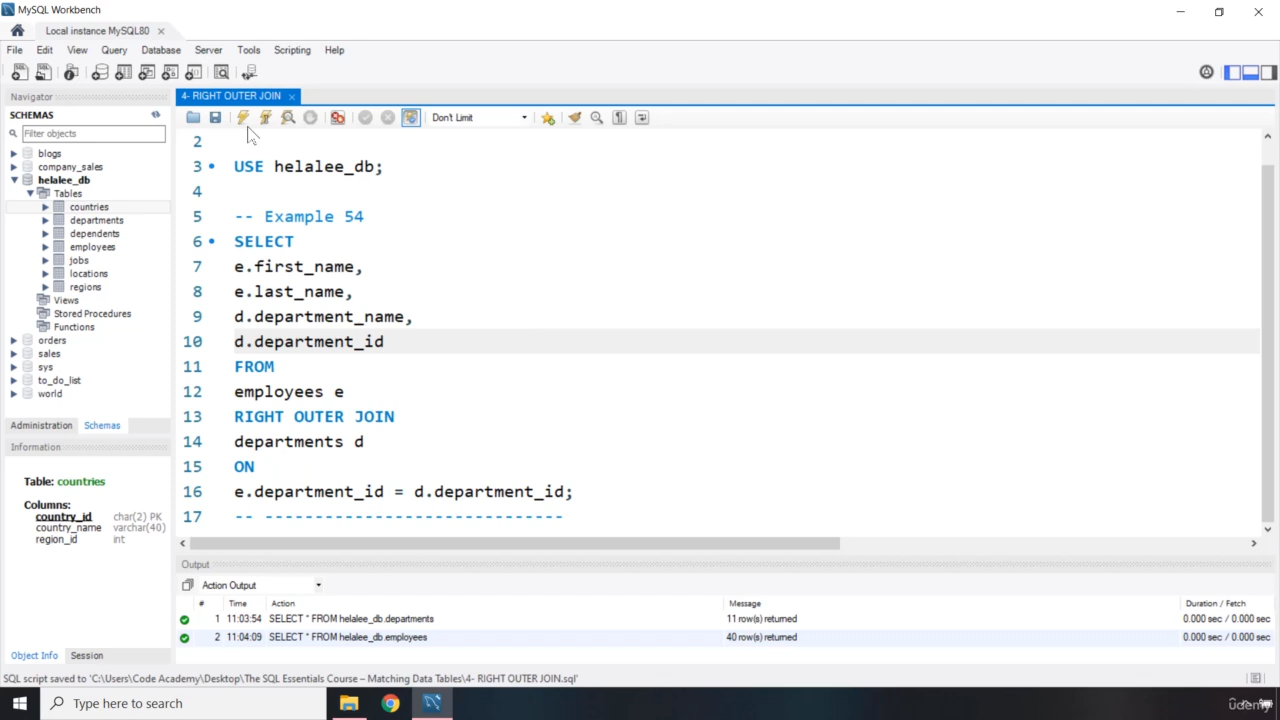 MySQL Workbench
Local instance MySQL80
File Edit View Query Database Server Tools Scripting Help
Navigator
SCHEMAS
Filter objects
blogs
company_sales
helalee_db
Tables
countries
departments
dependents
employees
jobs
locations
regions
Views
Stored Procedures
Functions
orders
sales
sys
to_do_list
world
Administration Schemas
Information
Table: countries
Columns:
country_id char(2) PK
country_name varchar(40)
region_id int
Object Info Session
4- RIGHT OUTER JOIN
Don't Limit
2
3 USE helalee_db;
4
5 -- Example 54
6 SELECT
7 e.first_name,
8 e.last_name,
9 d.department_name,
10 d.department_id
11 FROM
12 employees e
13 RIGHT OUTER JOIN
14 departments d
15 ON
16 e.department_id = d.department_id;
17 -- ------------------------------
Output
Action Output
# Time Action Message Duration / Fetch
1 11:03:54 SELECT * FROM helalee_db.departments 11 row(s) returned 0.000 sec / 0.000 sec
2 11:04:09 SELECT * FROM helalee_db.employees 40 row(s) returned 0.000 sec / 0.000 sec
SQL script saved to 'C:\Users\Code Academy\Desktop\The SQL Essentials Course – Matching Data Tables\4- RIGHT OUTER JOIN.sql'
Type here to search
udemy